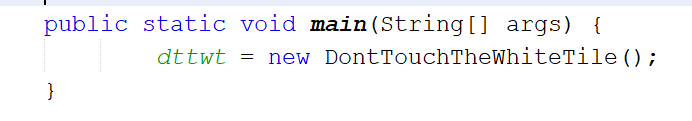 public static void main(String[] args) {
dttwt = new DontTouchTheWhiteTile();
}